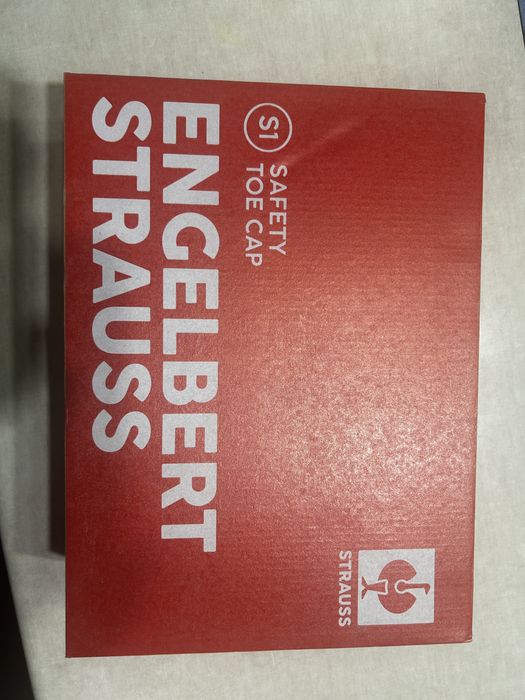 STRAUSS
S1
SAFETY
TOE CAP
ENGELBERT
STRAUSS